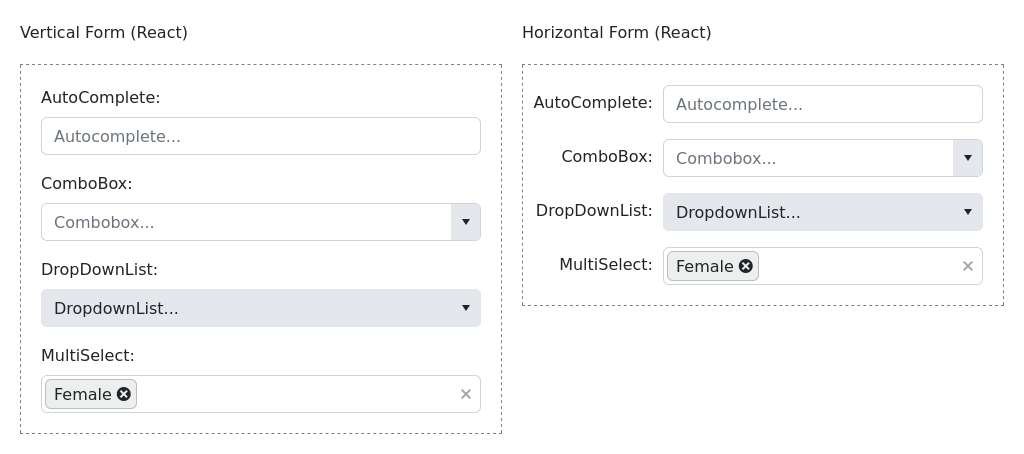 Vertical Form (React)
AutoComplete:
Autocomplete...
ComboBox:
Combobox...
DropDownList:
DropdownList...
MultiSelect:
Female
Horizontal Form (React)
AutoComplete:
Autocomplete...
ComboBox:
Combobox...
DropDownList:
DropdownList...
MultiSelect:
Female